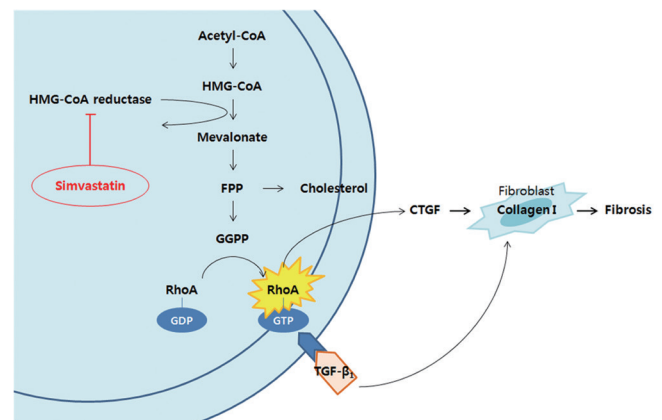 Acetyl-CoA
HMG-CoA
HMG-CoA reductase
Mevalonate
Simvastatin
FPP
Cholesterol
Fibroblast
CTGF
Collagen I
Fibrosis
GGPP
RhoA
RhoA
GDP
GTP
TGF-β₁